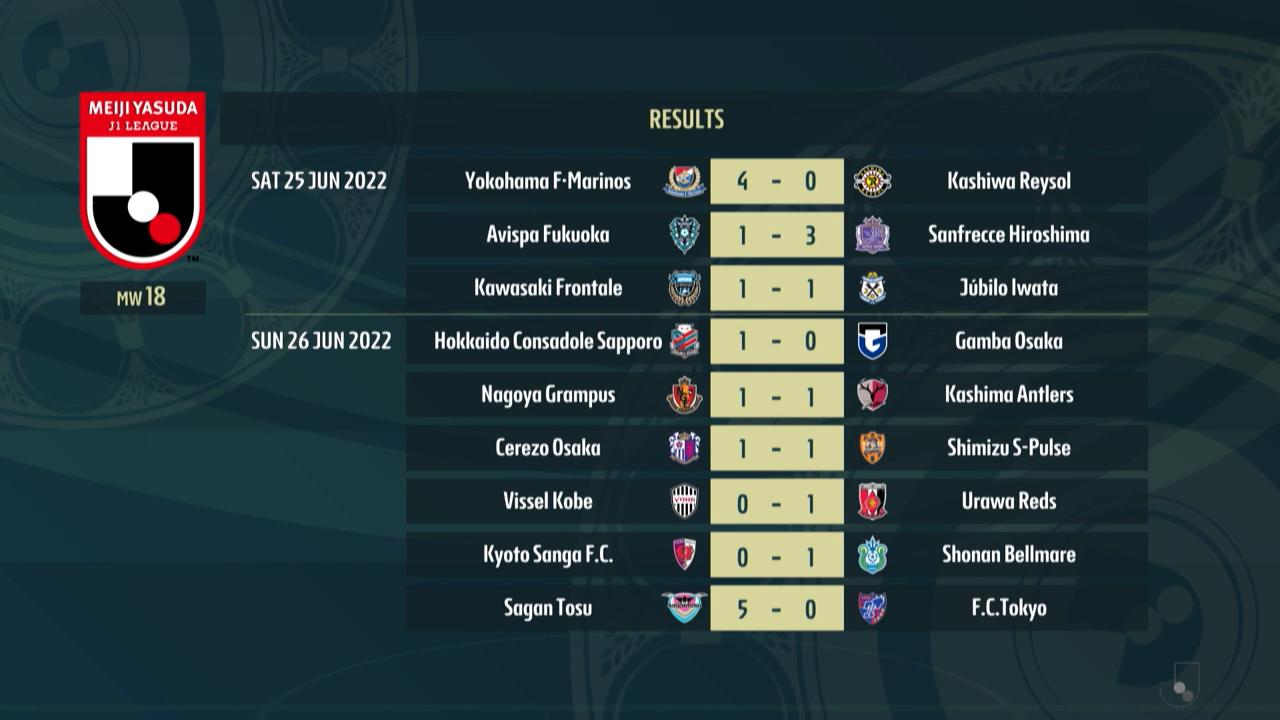 MEIJI YASUDA
J1 LEAGUE
TM
MW 18
RESULTS
SAT 25 JUN 2022
Yokohama F·Marinos 4 - 0 Kashiwa Reysol
Avispa Fukuoka 1 - 3 Sanfrecce Hiroshima
Kawasaki Frontale 1 - 1 Júbilo Iwata
SUN 26 JUN 2022
Hokkaido Consadole Sapporo 1 - 0 Gamba Osaka
Nagoya Grampus 1 - 1 Kashima Antlers
Cerezo Osaka 1 - 1 Shimizu S-Pulse
Vissel Kobe 0 - 1 Urawa Reds
Kyoto Sanga F.C. 0 - 1 Shonan Bellmare
Sagan Tosu 5 - 0 F.C.Tokyo